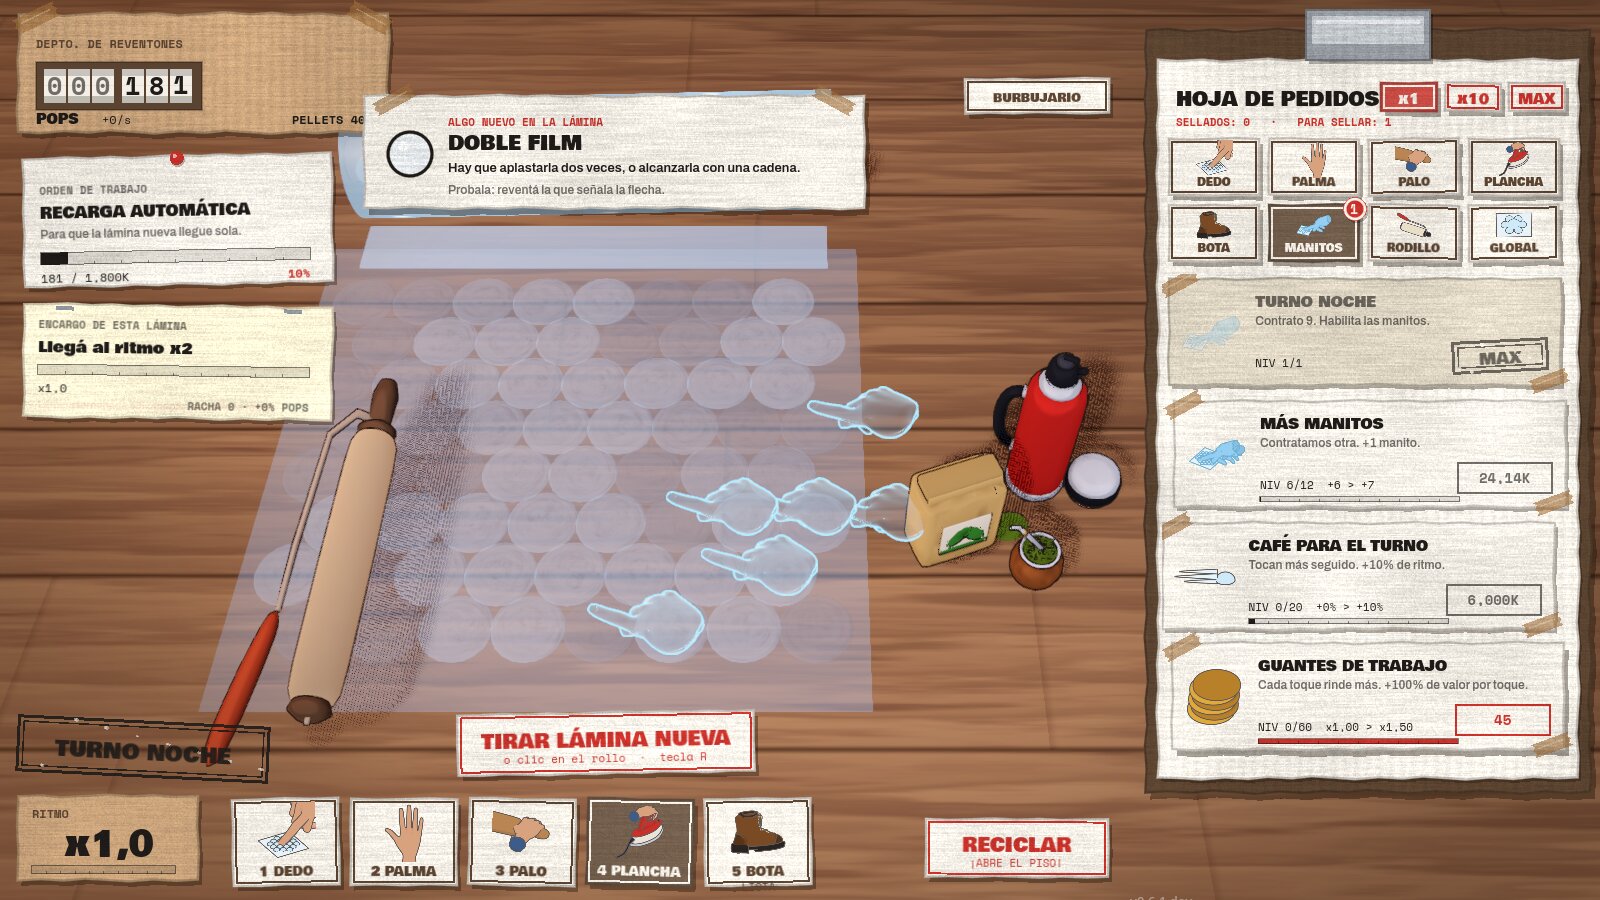 DEPTO. DE REVENTONES
000181
POPS +0/s PELLETS 40
ORDEN DE TRABAJO
RECARGA AUTOMÁTICA
Para que la lámina nueva llegue sola.
181 / 1.800K 10%
ENCARGO DE ESTA LÁMINA
Llegá al ritmo x2
x1,0
RACHA 0 · +0% POPS
ALGO NUEVO EN LA LÁMINA
DOBLE FILM
Hay que aplastarla dos veces, o alcanzarla con una cadena.
Probala: reventá la que señala la flecha.
BURBUJARIO
HOJA DE PEDIDOS x1 x10 MAX
SELLADOS: 0 · PARA SELLAR: 1
DEDO PALMA PALO PLANCHA
1
BOTA MANITOS RODILLO GLOBAL
TURNO NOCHE
Contrato 9. Habilita las manitos.
NIV 1/1 MAX
MÁS MANITOS
Contratamos otra. +1 manito.
NIV 6/12 +6 > +7 24,14K
CAFÉ PARA EL TURNO
Tocan más seguido. +10% de ritmo.
NIV 0/20 +0% > +10% 6,000K
GUANTES DE TRABAJO
Cada toque rinde más. +100% de valor por toque.
NIV 0/60 x1,00 > x1,50 45
TURNO NOCHE
TIRAR LÁMINA NUEVA
o clic en el rollo · tecla R
RITMO
x1,0
1 DEDO 2 PALMA 3 PALO 4 PLANCHA 5 BOTA
RECICLAR
¡ABRE EL PISO!